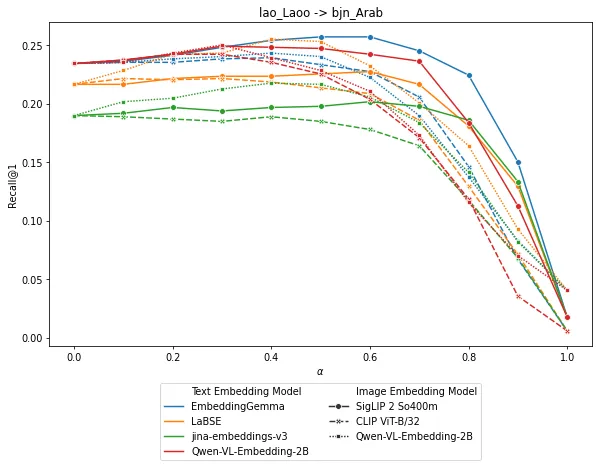 lao_Laoo -> bjn_Arab
Recall@1
0.25
0.20
0.15
0.10
0.05
0.00
0.0 0.2 0.4 0.6 0.8 1.0
α
Text Embedding Model Image Embedding Model
EmbeddingGemma SigLIP 2 So400m
LaBSE CLIP ViT-B/32
jina-embeddings-v3 Qwen-VL-Embedding-2B
Qwen-VL-Embedding-2B